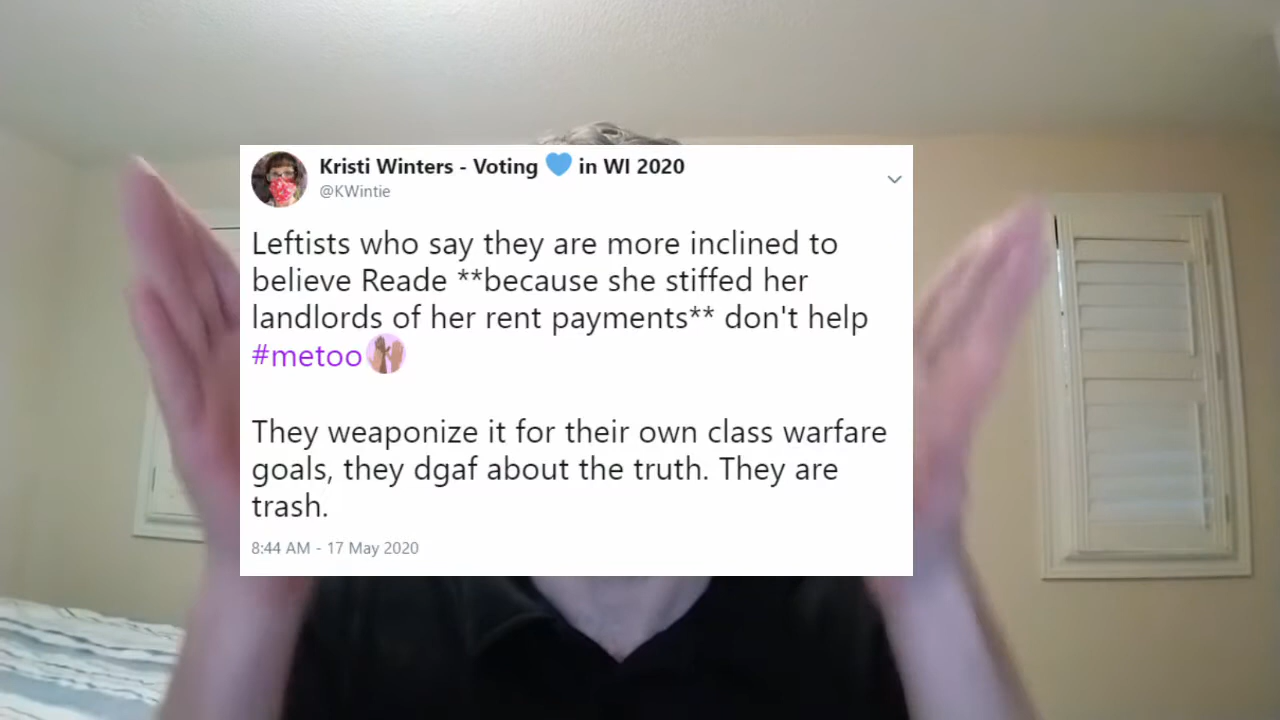 Kristi Winters - Voting 💙 in WI 2020
@KWintie
Leftists who say they are more inclined to
believe Reade **because she stiffed her
landlords of her rent payments** don't help
#metoo
They weaponize it for their own class warfare
goals, they dgaf about the truth. They are
trash.
8:44 AM - 17 May 2020